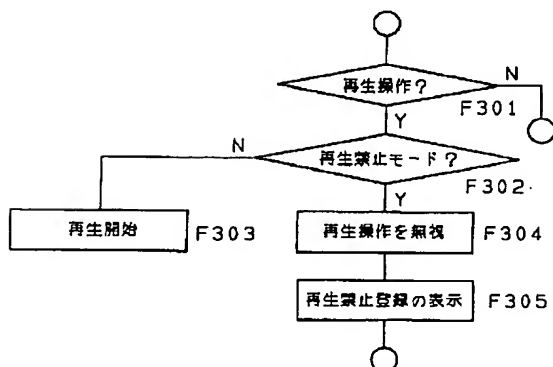 再生操作?
N
F301
Y
再生禁止モード?
N
F302
Y
再生開始
F303
再生操作を無視
F304
再生禁止登録の表示
F305